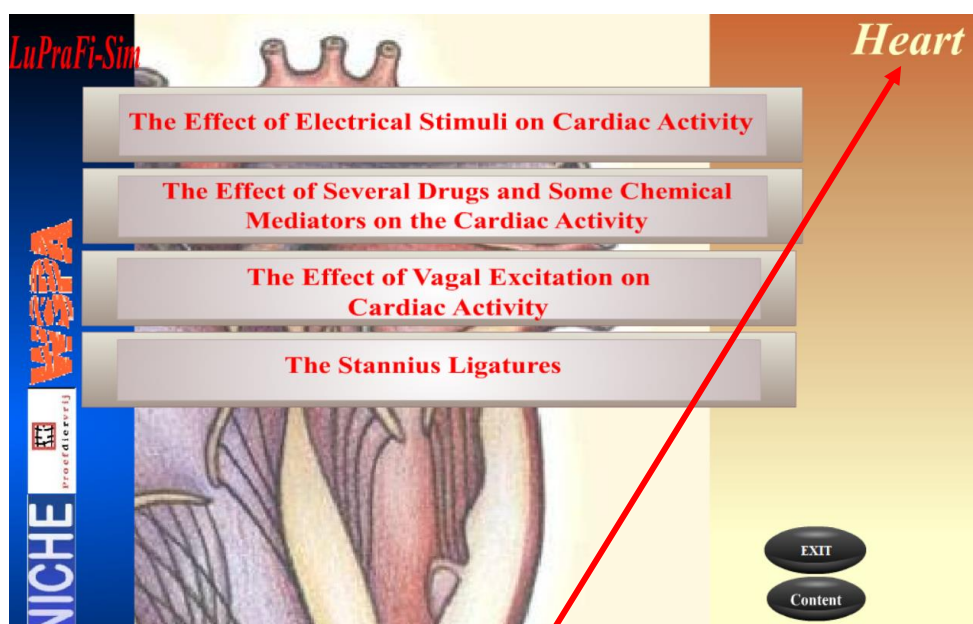 LuPraFi-Sim
Heart
The Effect of Electrical Stimuli on Cardiac Activity
The Effect of Several Drugs and Some Chemical
Mediators on the Cardiac Activity
The Effect of Vagal Excitation on
Cardiac Activity
The Stannius Ligatures
WSPA
Proefdiervrij
NICHE
EXIT
Content